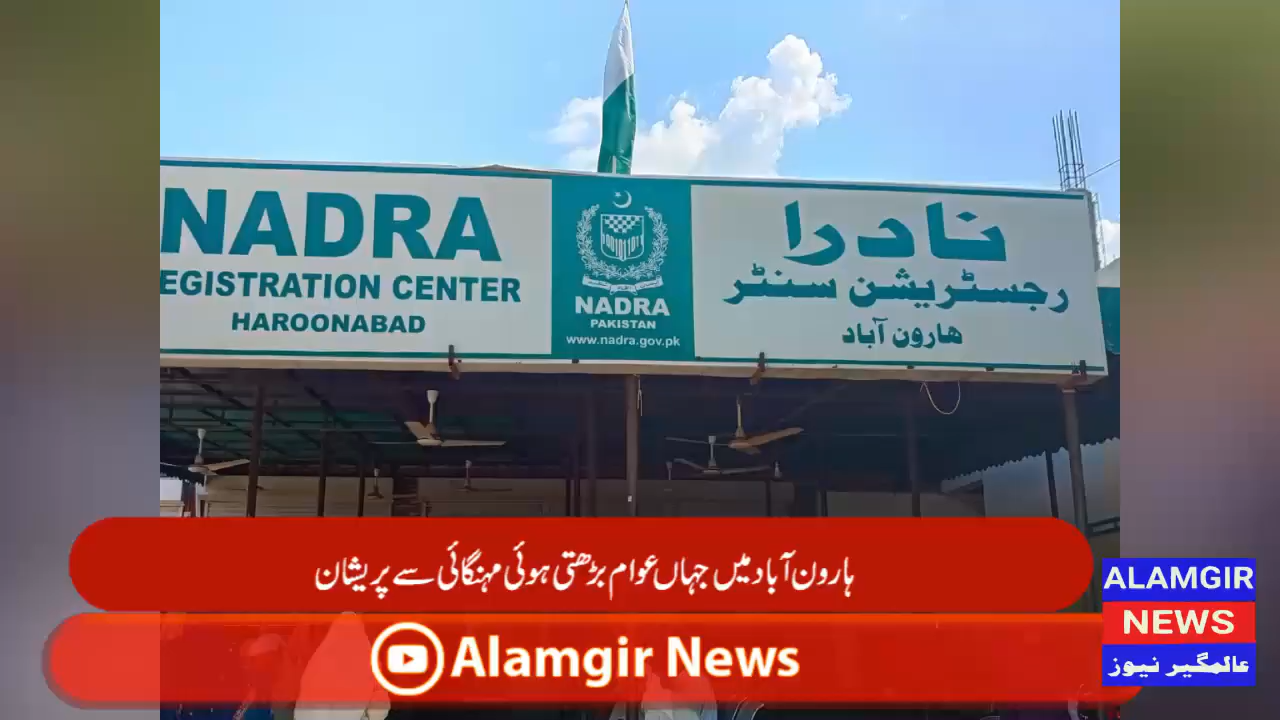 NADRA
EGISTRATION CENTER
HAROONABAD
NADRA
PAKISTAN
www.nadra.gov.pk
نادرا
رجسٹریشن سنٹر
ھارون آباد
ہارون آباد میں جہاں عوام بڑھتی ہوئی مہنگائی سے پریشان
Alamgir News
ALAMGIR
NEWS
عالمگیر نیوز